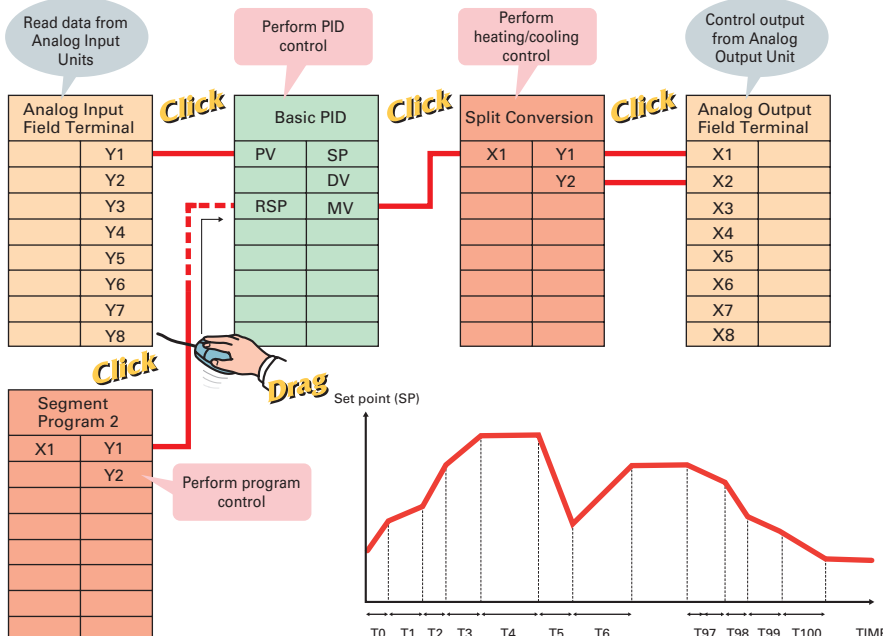 Read data from
Analog Input
Units
Perform PID
control
Perform
heating/cooling
control
Control output
from Analog
Output Unit
Analog Input
Field Terminal
Y1
Y2
Y3
Y4
Y5
Y6
Y7
Y8
Click
Basic PID
PV SP
DV
RSP MV
Click
Split Conversion
X1 Y1
Y2
Click
Analog Output
Field Terminal
X1
X2
X3
X4
X5
X6
X7
X8
Click
Drag
Segment
Program 2
X1 Y1
Y2
Perform program
control
Set point (SP)
T0 T1 T2 T3 T4 T5 T6 T97 T98 T99 T100 TIME